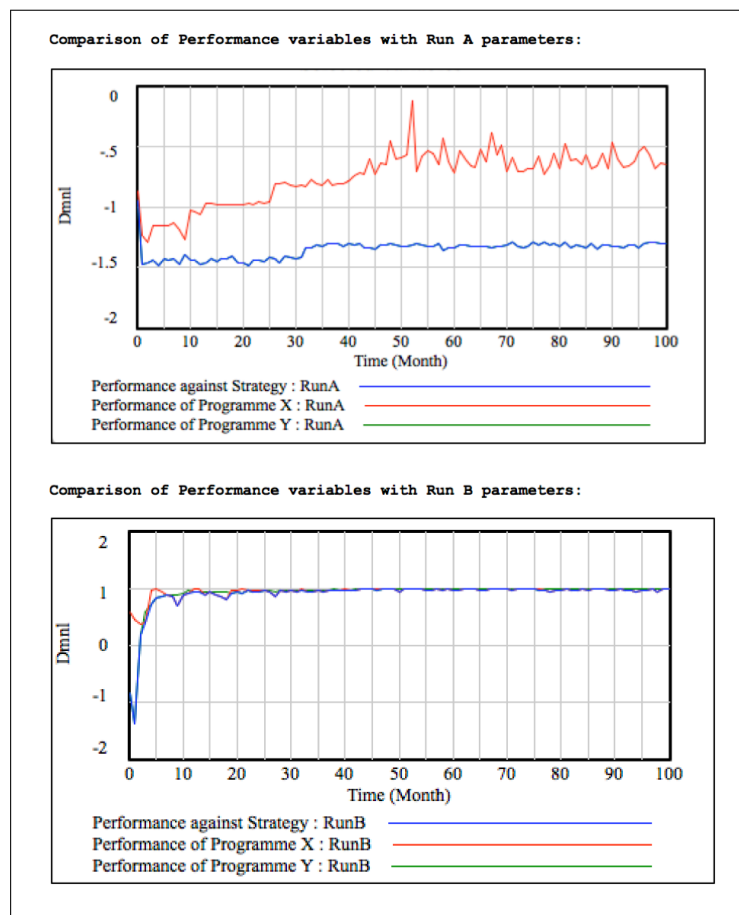 Comparison of Performance variables with Run A parameters:
0
-.5
-1
-1.5
-2
Dmnl
0 10 20 30 40 50 60 70 80 90 100
Time (Month)
Performance against Strategy : RunA
Performance of Programme X : RunA
Performance of Programme Y : RunA
Comparison of Performance variables with Run B parameters:
2
1
0
-1
-2
Dmnl
0 10 20 30 40 50 60 70 80 90 100
Time (Month)
Performance against Strategy : RunB
Performance of Programme X : RunB
Performance of Programme Y : RunB